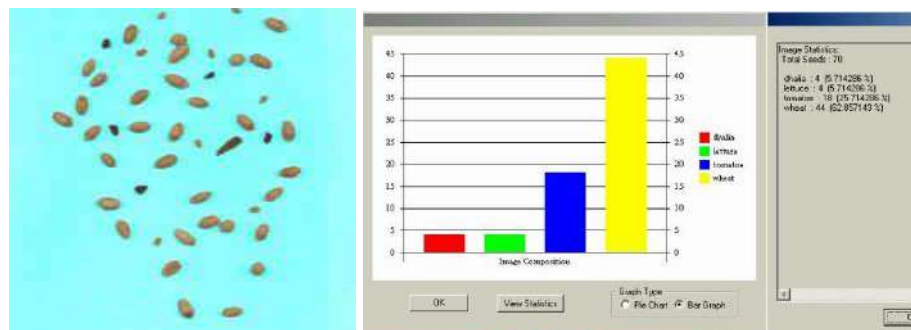 45
40
35
30
25
20
15
10
5
0
45
40
35
30
25
20
15
10
5
0
dhalia
lettuce
tomatos
wheat
Image Composition
OK
View Statistics
Graph Type
Pie Chart
Bar Graph
Image Statistics:
Total Seeds : 70
dhalia : 4 (5.714286 %)
lettuce : 4 (5.714286 %)
tomatos : 18 (25.714286 %)
wheat : 44 (62.857143 %)